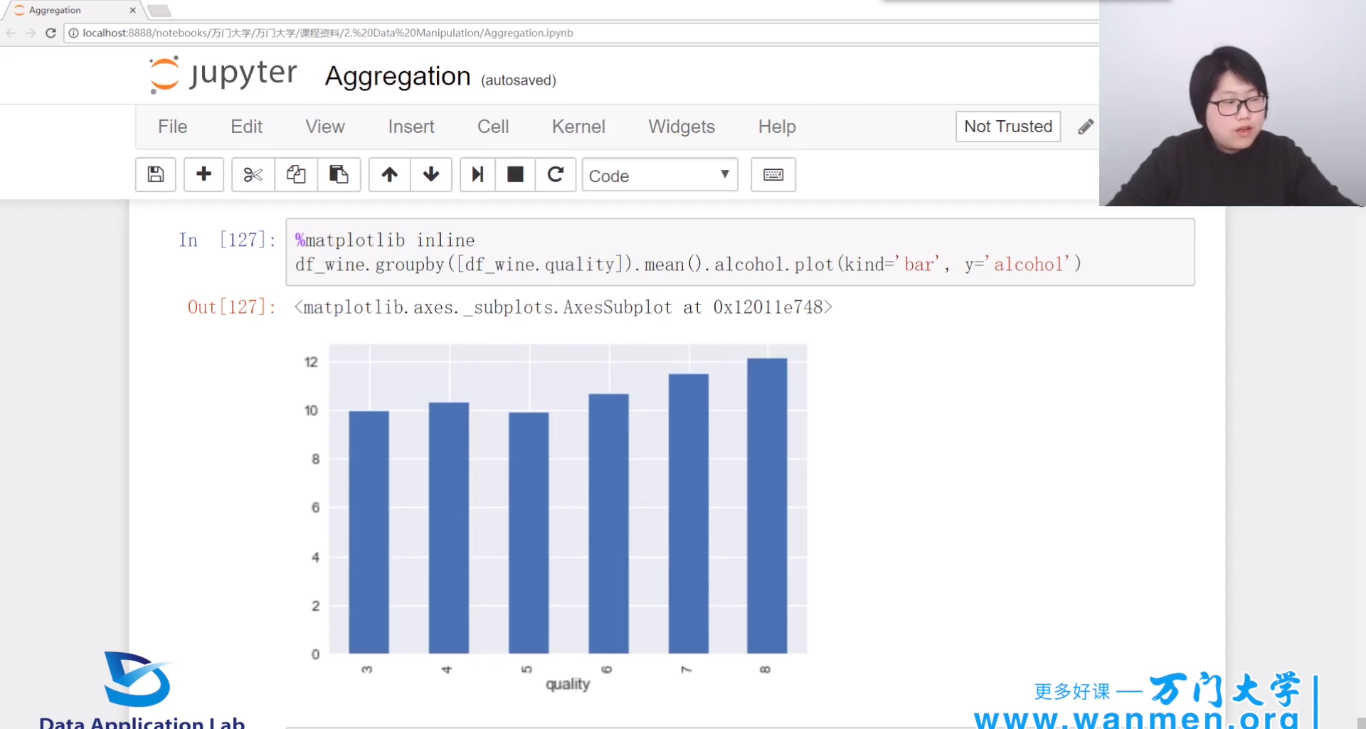 Aggregation
localhost:8888/notebooks/万门大学/万门大学/课程资料/2.%20Data%20Manipulation/Aggregation.ipynb
jupyter Aggregation (autosaved)
File Edit View Insert Cell Kernel Widgets Help Not Trusted
Code
In [127]: %matplotlib inline
df_wine.groupby([df_wine.quality]).mean().alcohol.plot(kind='bar', y='alcohol')
Out[127]: <matplotlib.axes._subplots.AxesSubplot at 0x12011e748>
12
10
8
6
4
2
0
3 4 5 6 7 8
quality
Data Application Lab
更多好课 — 万门大学
www.wanmen.org